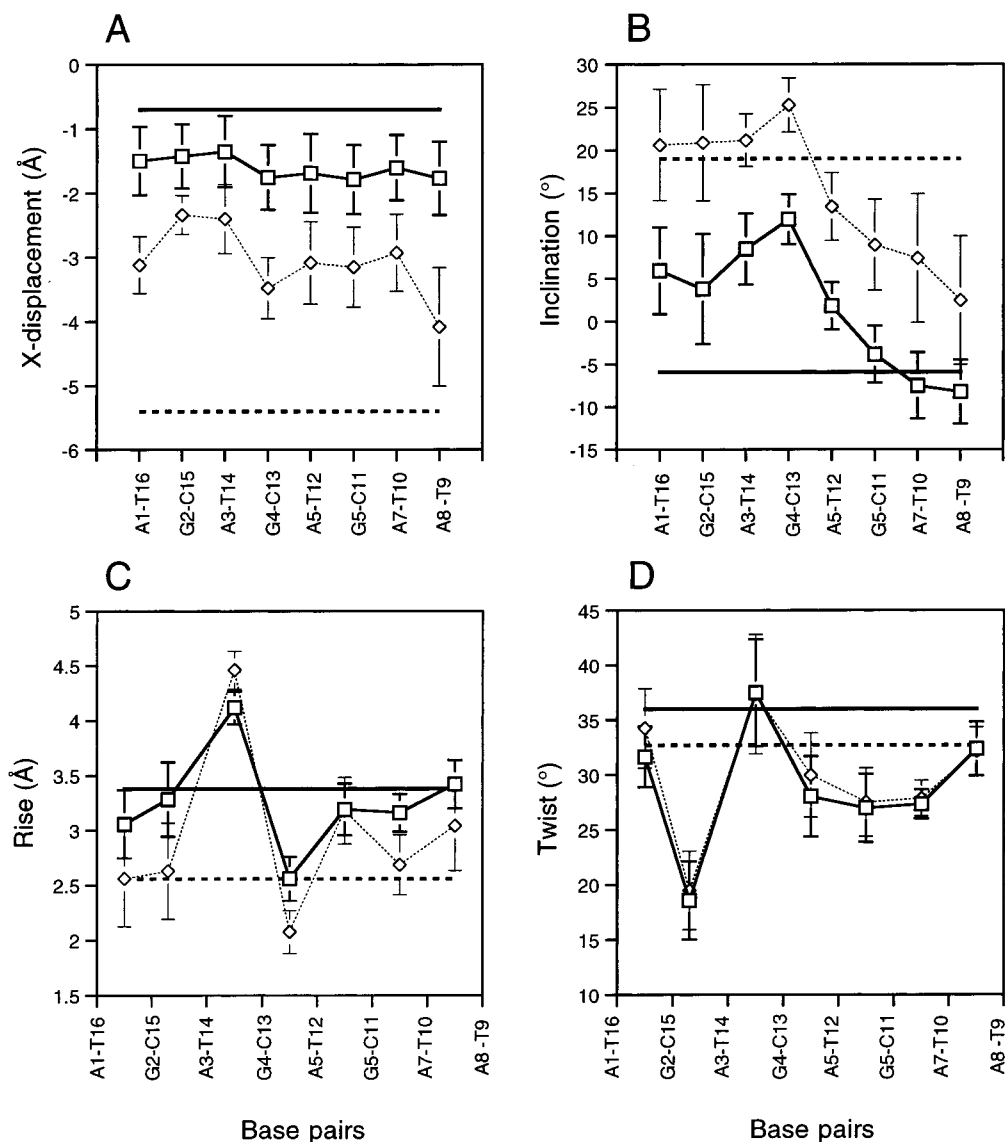 A
B
X-displacement (Å)
0
-1
-2
-3
-4
-5
-6
A1-T16
G2-C15
A3-T14
G4-C13
A5-T12
G5-C11
A7-T10
A8 -T9
Inclination (°)
30
25
20
15
10
5
0
-5
-10
-15
A1-T16
G2-C15
A3-T14
G4-C13
A5-T12
G5-C11
A7-T10
A8 -T9
C
D
Rise (Å)
5
4.5
4
3.5
3
2.5
2
1.5
A1-T16
G2-C15
A3-T14
G4-C13
A5-T12
G5-C11
A7-T10
A8 -T9
Base pairs
Twist (°)
45
40
35
30
25
20
15
10
A1-T16
G2-C15
A3-T14
G4-C13
A5-T12
G5-C11
A7-T10
A8 -T9
Base pairs